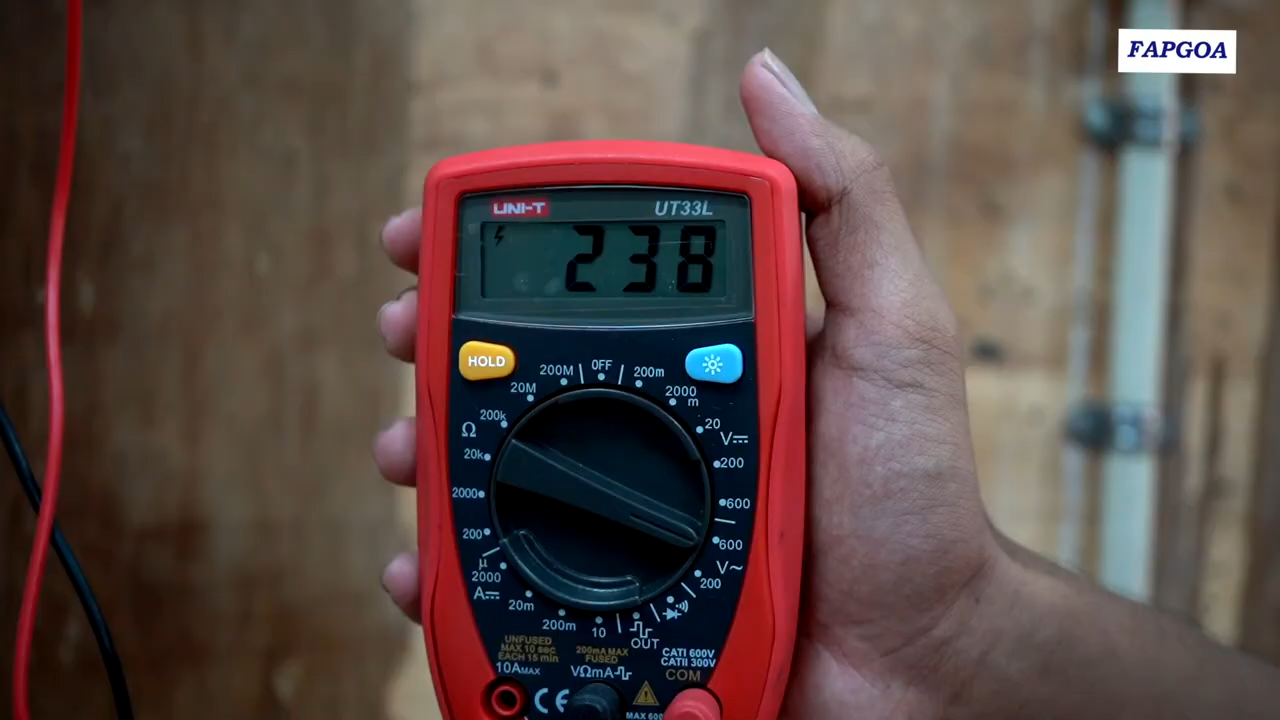 FAPGOA
UNI-T UT33L
238
HOLD
OFF
200m
2000
m
20
V
200
600
600
V~
200
OUT
10
200m
20m
A
2000
μ
200
2000
20k
Ω
200k
20M
200M
UNFUSED
MAX 10 sec
EACH 15 min
10AMAX
200mA MAX
FUSED
VΩmA
CATI 600V
CATII 300V
COM
CE
MAX 600